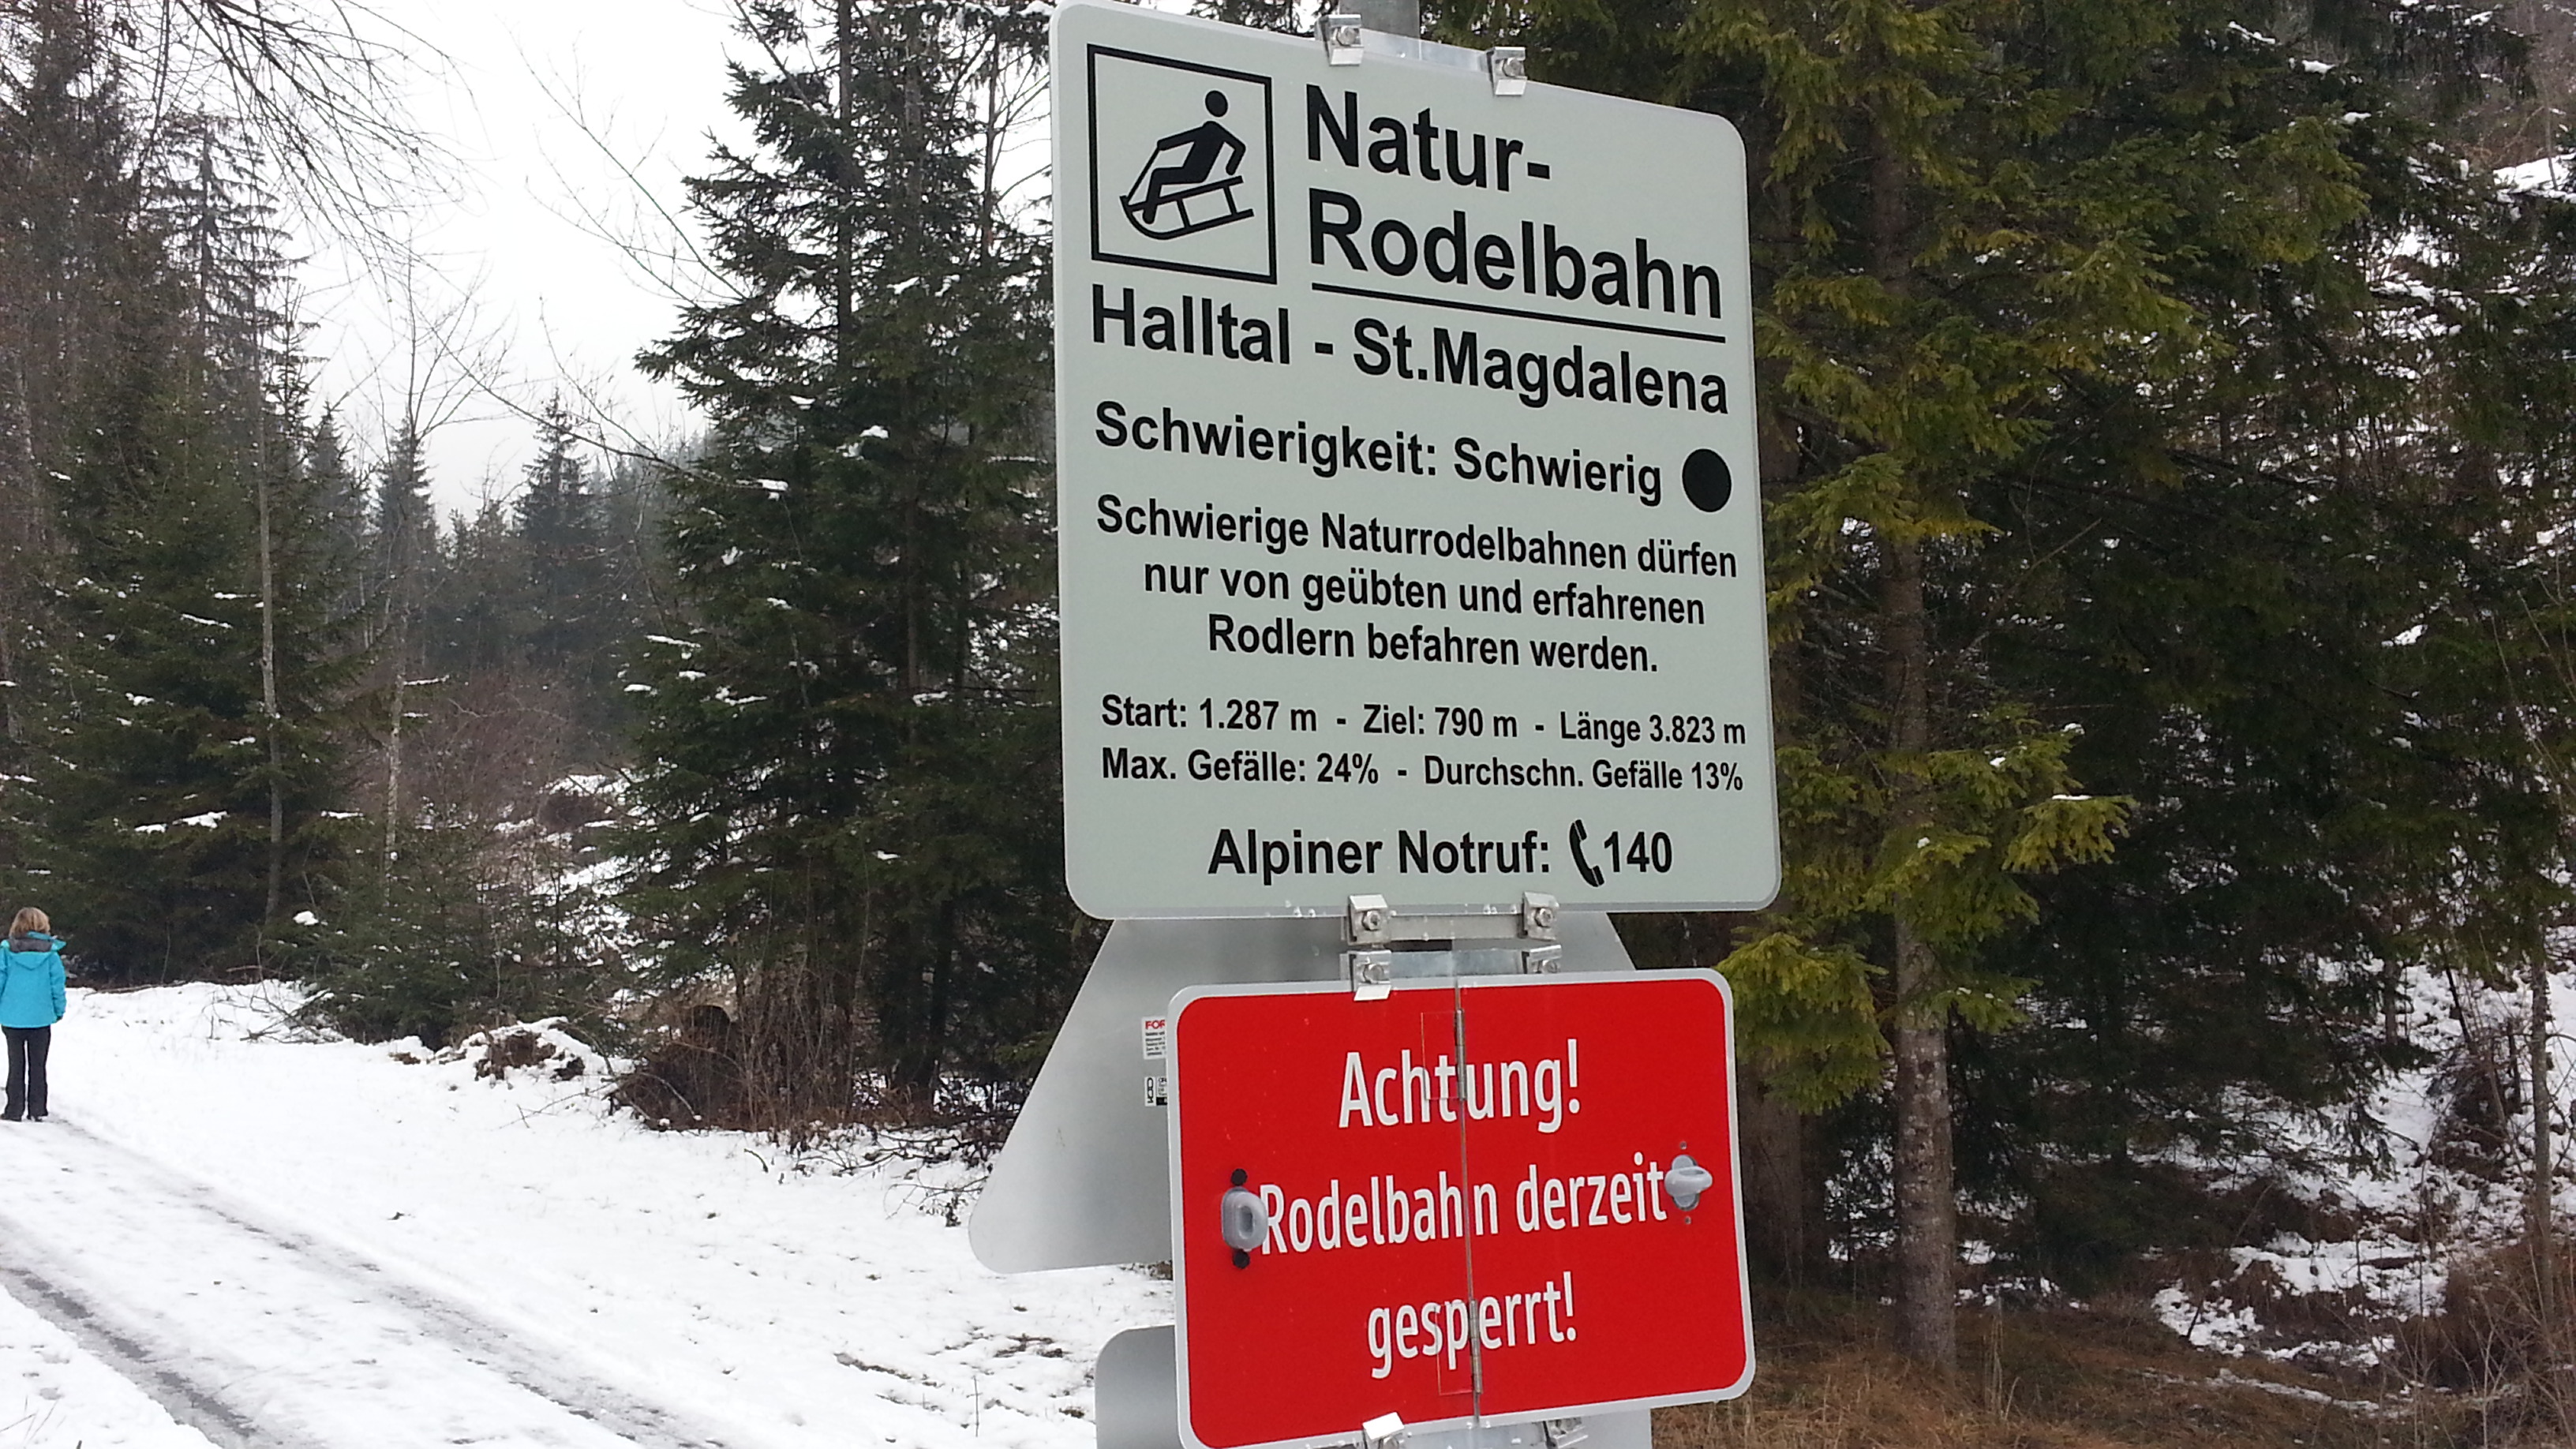 Natur-
Rodelbahn
Halltal - St.Magdalena
Schwierigkeit: Schwierig
Schwierige Naturrodelbahnen dürfen
nur von geübten und erfahrenen
Rodlern befahren werden.
Start: 1.287 m - Ziel: 790 m - Länge 3.823 m
Max. Gefälle: 24% - Durchschn. Gefälle 13%
Alpiner Notruf: 140
FOR
Achtung!
Rodelbahn derzeit
gesperrt!